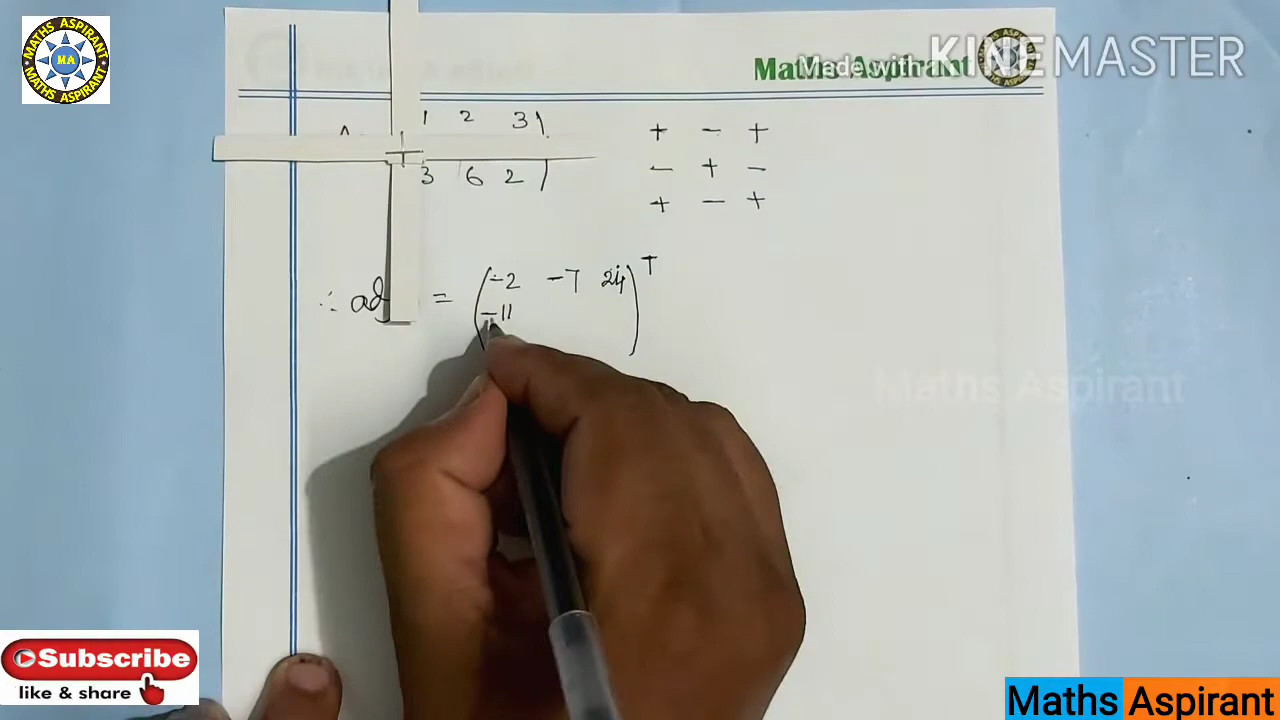 MATHS ASPIRANT
MA
MATHS ASPIRANT
Maths Aspirant
Made with
KINEMASTER
1 2 3
+ - +
3 6 2
- + -
+ - +
∴ ad = ( -2 -7 24 )ᵀ
-11
Maths Aspirant
Subscribe
like & share
Maths Aspirant